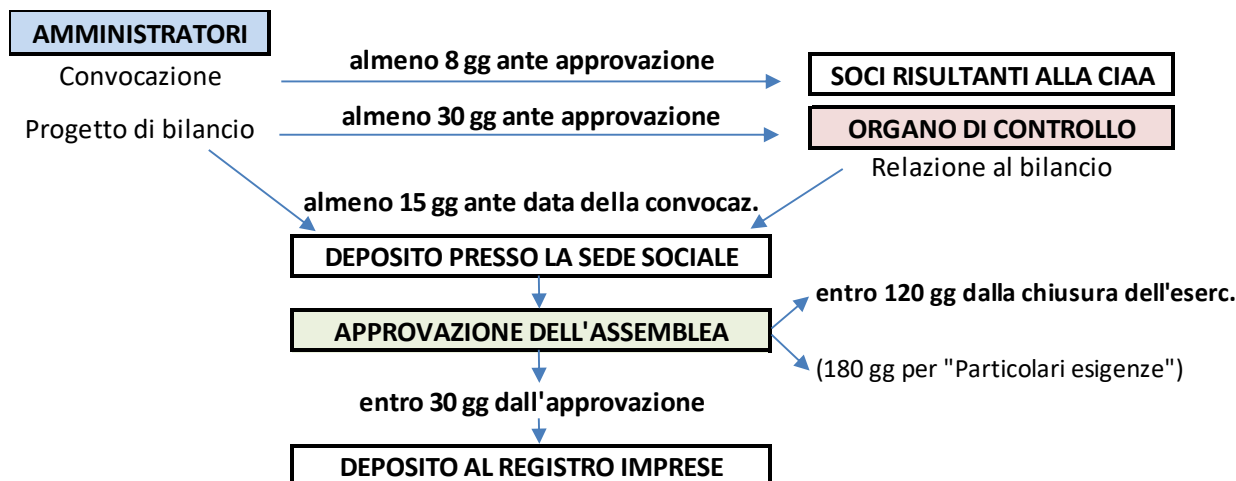 AMMINISTRATORI
Convocazione
almeno 8 gg ante approvazione
SOCI RISULTANTI ALLA CIAA
Progetto di bilancio
almeno 30 gg ante approvazione
ORGANO DI CONTROLLO
Relazione al bilancio
almeno 15 gg ante data della convocaz.
DEPOSITO PRESSO LA SEDE SOCIALE
entro 120 gg dalla chiusura dell'eserc.
APPROVAZIONE DELL'ASSEMBLEA
(180 gg per "Particolari esigenze")
entro 30 gg dall'approvazione
DEPOSITO AL REGISTRO IMPRESE